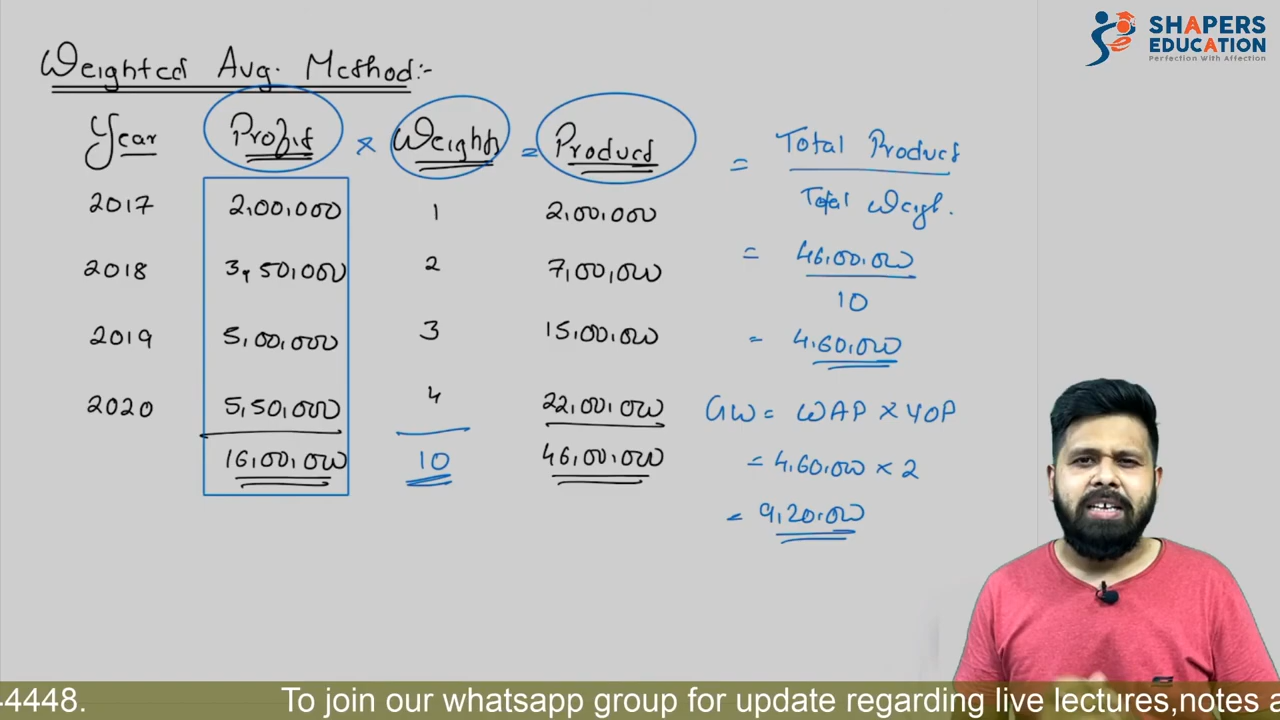 SHAPERS
EDUCATION
Perfection With Affection
Weighted Avg. Method:-
Year Profit × Weights = Product
2017 2,00,000 1 2,00,000
2018 3,50,000 2 7,00,000
2019 5,00,000 3 15,00,000
2020 5,50,000 4 22,00,000
16,00,000 10 46,00,000
= Total Product
Total Weigh.
= 46,00,000
10
= 4,60,000
GW = WAP × YOP
= 4,60,000 × 2
= 9,20,000
-4448. To join our whatsapp group for update regarding live lectures,notes a